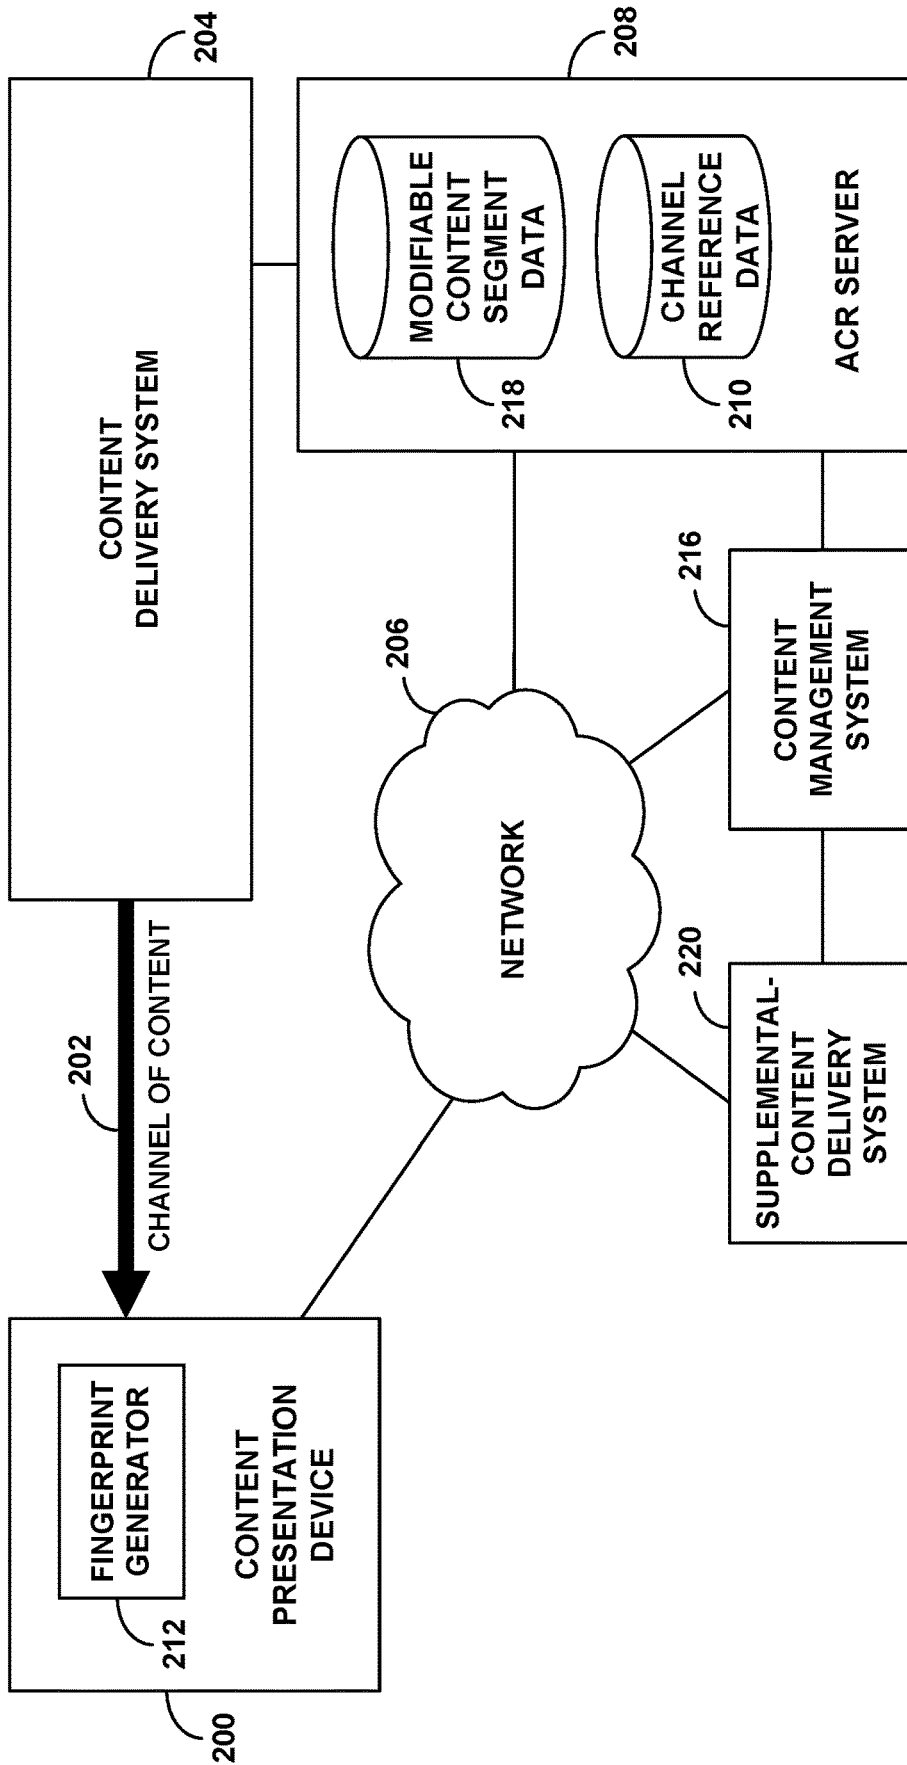 200
212
FINGERPRINT
GENERATOR
CONTENT
PRESENTATION
DEVICE
202
CHANNEL OF CONTENT
CONTENT
DELIVERY SYSTEM
204
NETWORK
206
SUPPLEMENTAL-
CONTENT
DELIVERY
SYSTEM
220
CONTENT
MANAGEMENT
SYSTEM
216
MODIFIABLE
CONTENT
SEGMENT
DATA
218
CHANNEL
REFERENCE
DATA
210
ACR SERVER
208